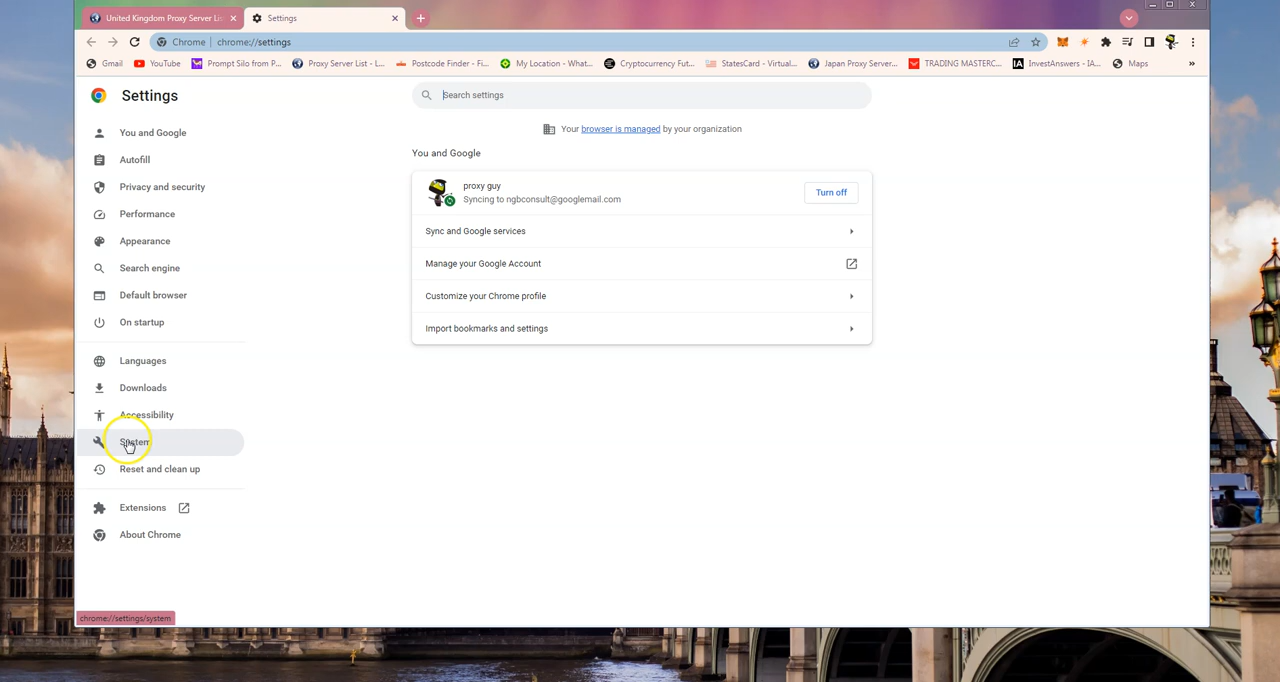 United Kingdom Proxy Server Lis
Settings
Chrome
chrome://settings
Gmail
YouTube
Prompt Silo from P...
Proxy Server List - L...
Postcode Finder - Fi...
My Location - What...
Cryptocurrency Fut...
StatesCard - Virtual...
Japan Proxy Server...
TRADING MASTERC...
InvestAnswers - IA...
Maps
»
Settings
Search settings
Your browser is managed by your organization
You and Google
Autofill
Privacy and security
Performance
Appearance
Search engine
Default browser
On startup
Languages
Downloads
Accessibility
System
Reset and clean up
Extensions
About Chrome
You and Google
proxy guy
Syncing to ngbconsult@googlemail.com
Turn off
Sync and Google services
Manage your Google Account
Customize your Chrome profile
Import bookmarks and settings
chrome://settings/system